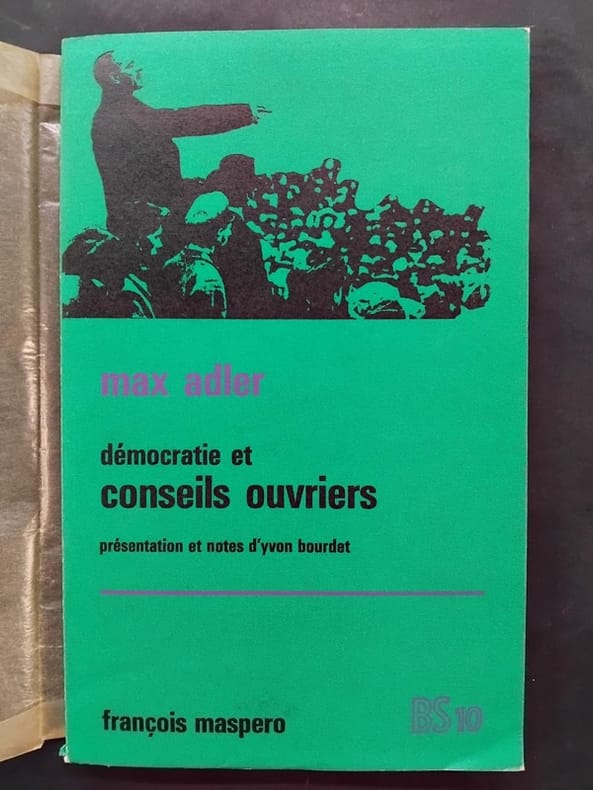 max adler
démocratie et
conseils ouvriers
présentation et notes d'yvon bourdet
françois maspero
BS 10